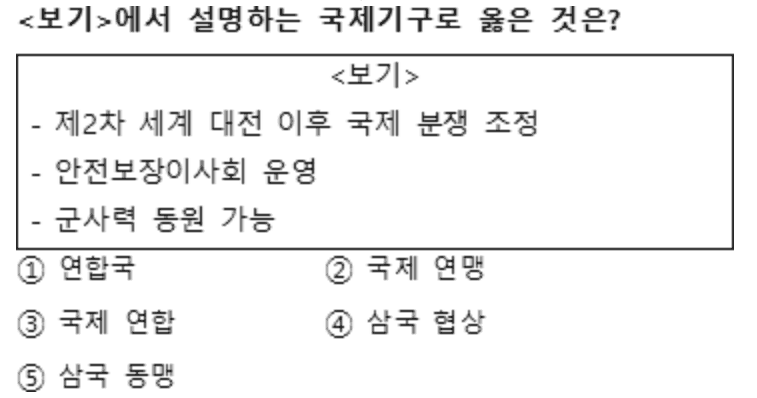 <보기>에서 설명하는 국제기구로 옳은 것은?
<보기>
- 제2차 세계 대전 이후 국제 분쟁 조정
- 안전보장이사회 운영
- 군사력 동원 가능
① 연합국 ② 국제 연맹
③ 국제 연합 ④ 삼국 협상
⑤ 삼국 동맹